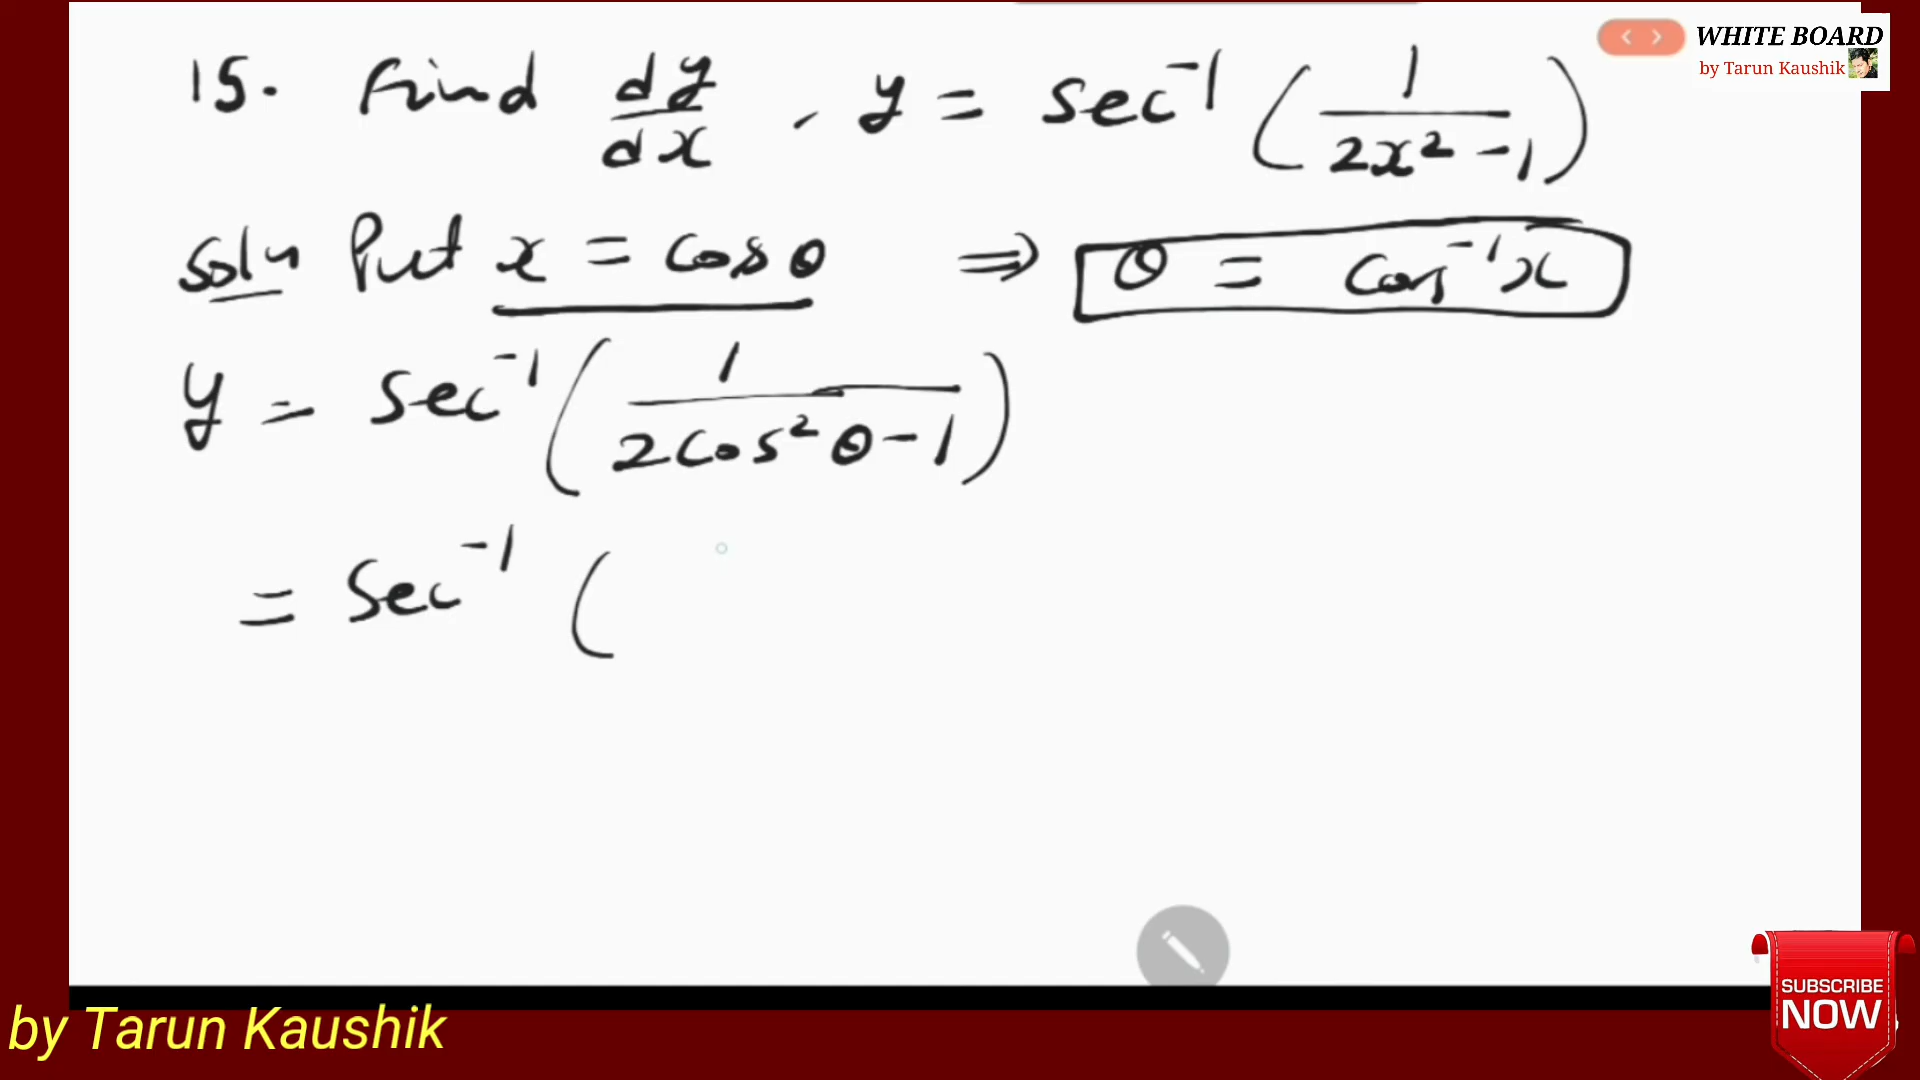 WHITE BOARD
by Tarun Kaushik
15. Find dy/dx, y = sec⁻¹(1/(2x² -1))
soln Put x = cosθ ⇒ θ = cos⁻¹x
y = sec⁻¹(1/(2cos²θ-1))
= sec⁻¹(
by Tarun Kaushik
SUBSCRIBE
NOW